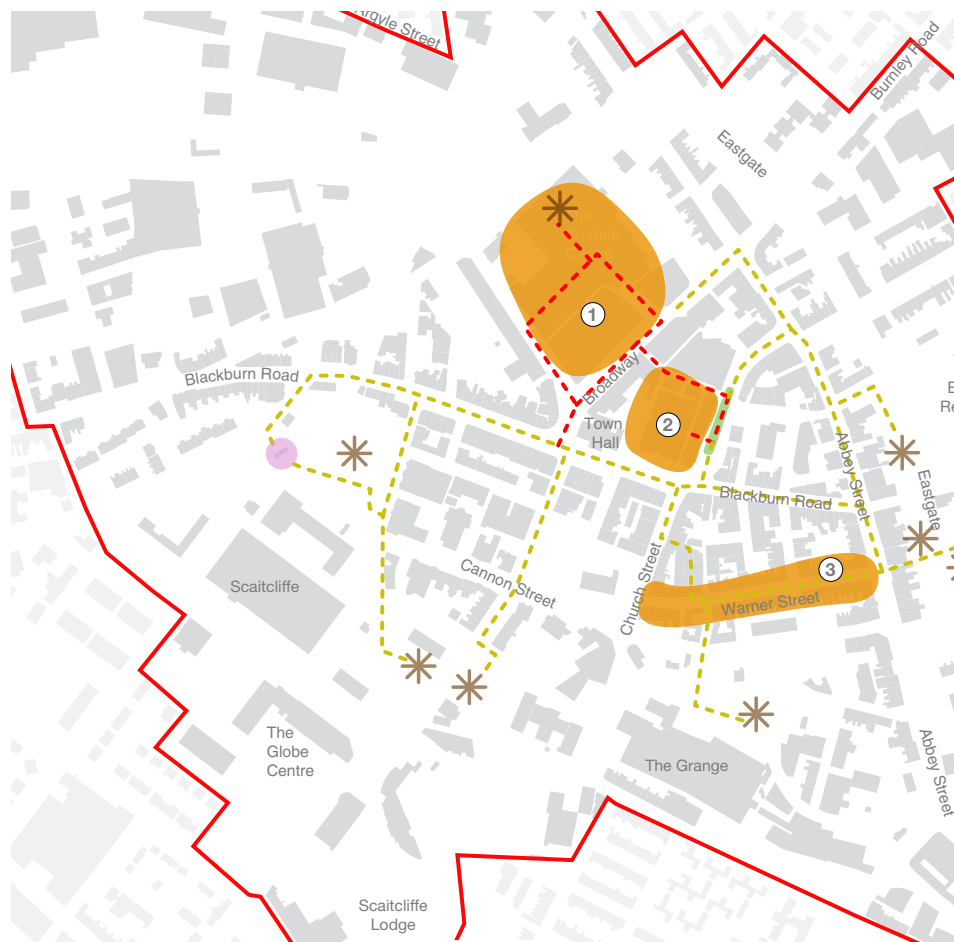 Argyle Street
Burnley Road
Eastgate
1
Broadway
Blackburn Road
Town
Hall
2
Abbey Street
Eastgate
Blackburn Road
3
Cannon Street
Church Street
Warner Street
Scaitcliffe
The
Globe
Centre
The Grange
Abbey Street
Scaitcliffe
Lodge